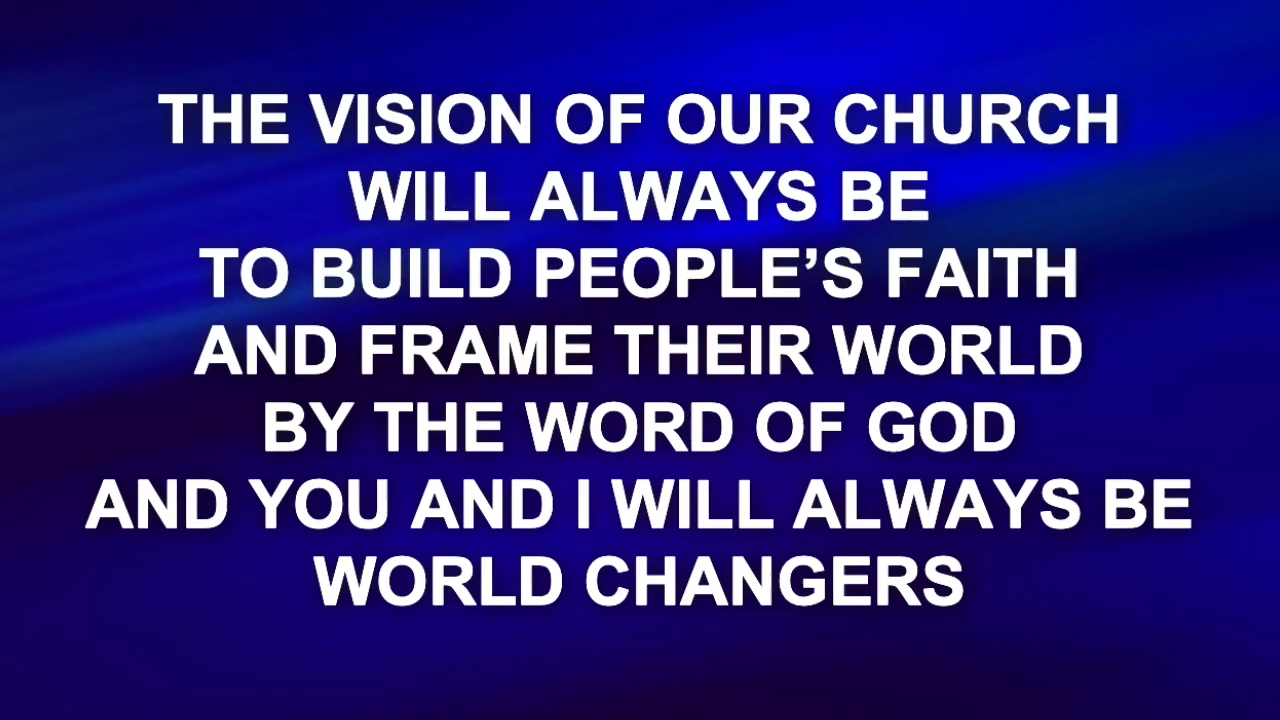 THE VISION OF OUR CHURCH
WILL ALWAYS BE
TO BUILD PEOPLE’S FAITH
AND FRAME THEIR WORLD
BY THE WORD OF GOD
AND YOU AND I WILL ALWAYS BE
WORLD CHANGERS